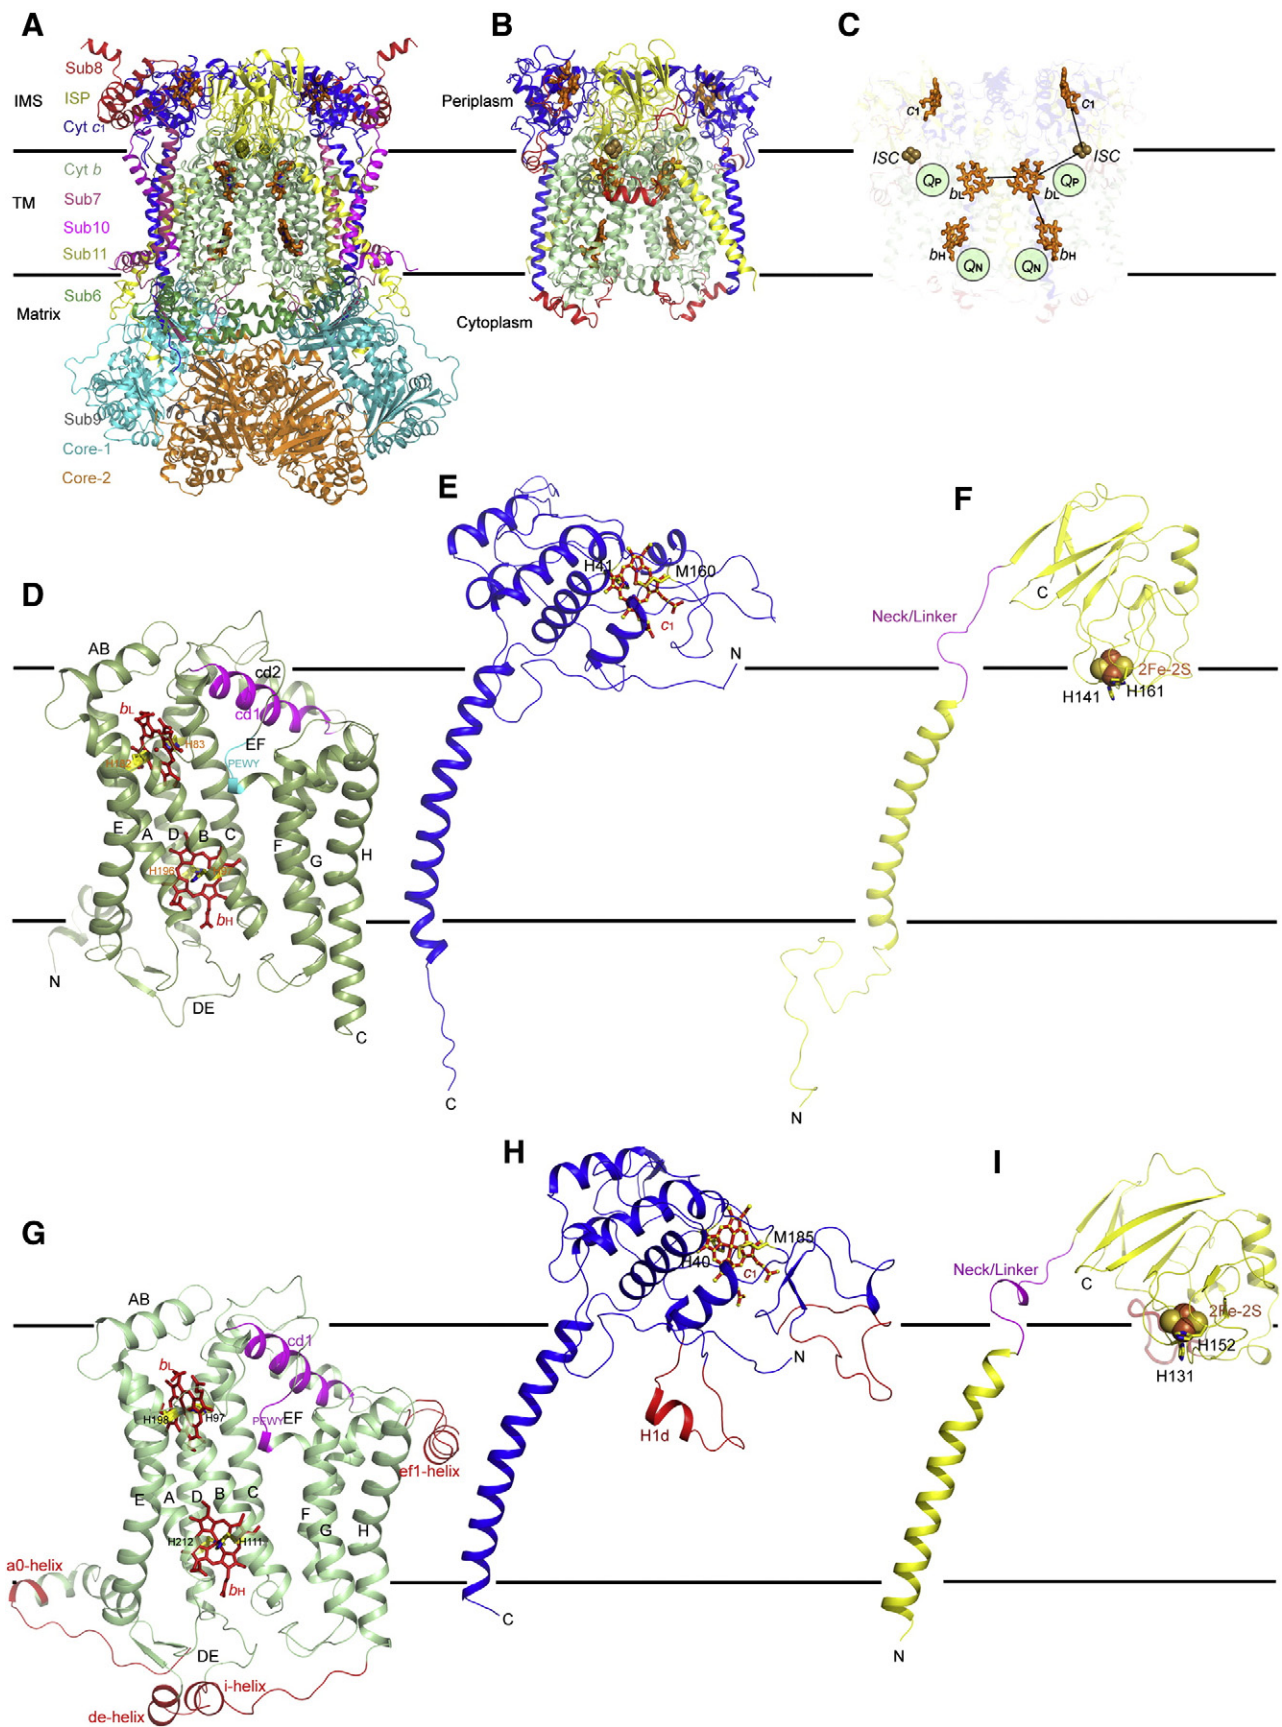 A
Sub8
IMS
ISP
Cyt c1
Cyt b
TM
Sub7
Sub10
Sub11
Sub6
Matrix
Sub9
Core-1
Core-2
B
Periplasm
Cytoplasm
C
c1
c1
ISC
ISC
QP
bL
bL
QP
bH
QN
QN
bH
D
AB
cd2
cd1
bL
H83
H182
EF
PEWY
E
A
D
B
C
F
G
H
H196
bH
N
DE
C
E
H41
M160
c1
N
C
F
C
Neck/Linker
2Fe-2S
H141
H161
N
G
AB
cd1
bL
H198
H97
PEWY
EF
ef1-helix
E
A
D
B
C
F
G
H
H212
H111
a0-helix
bH
DE
i-helix
de-helix
H
M185
H40
c1
N
H1d
C
I
Neck/Linker
C
2Fe-2S
H152
H131
N